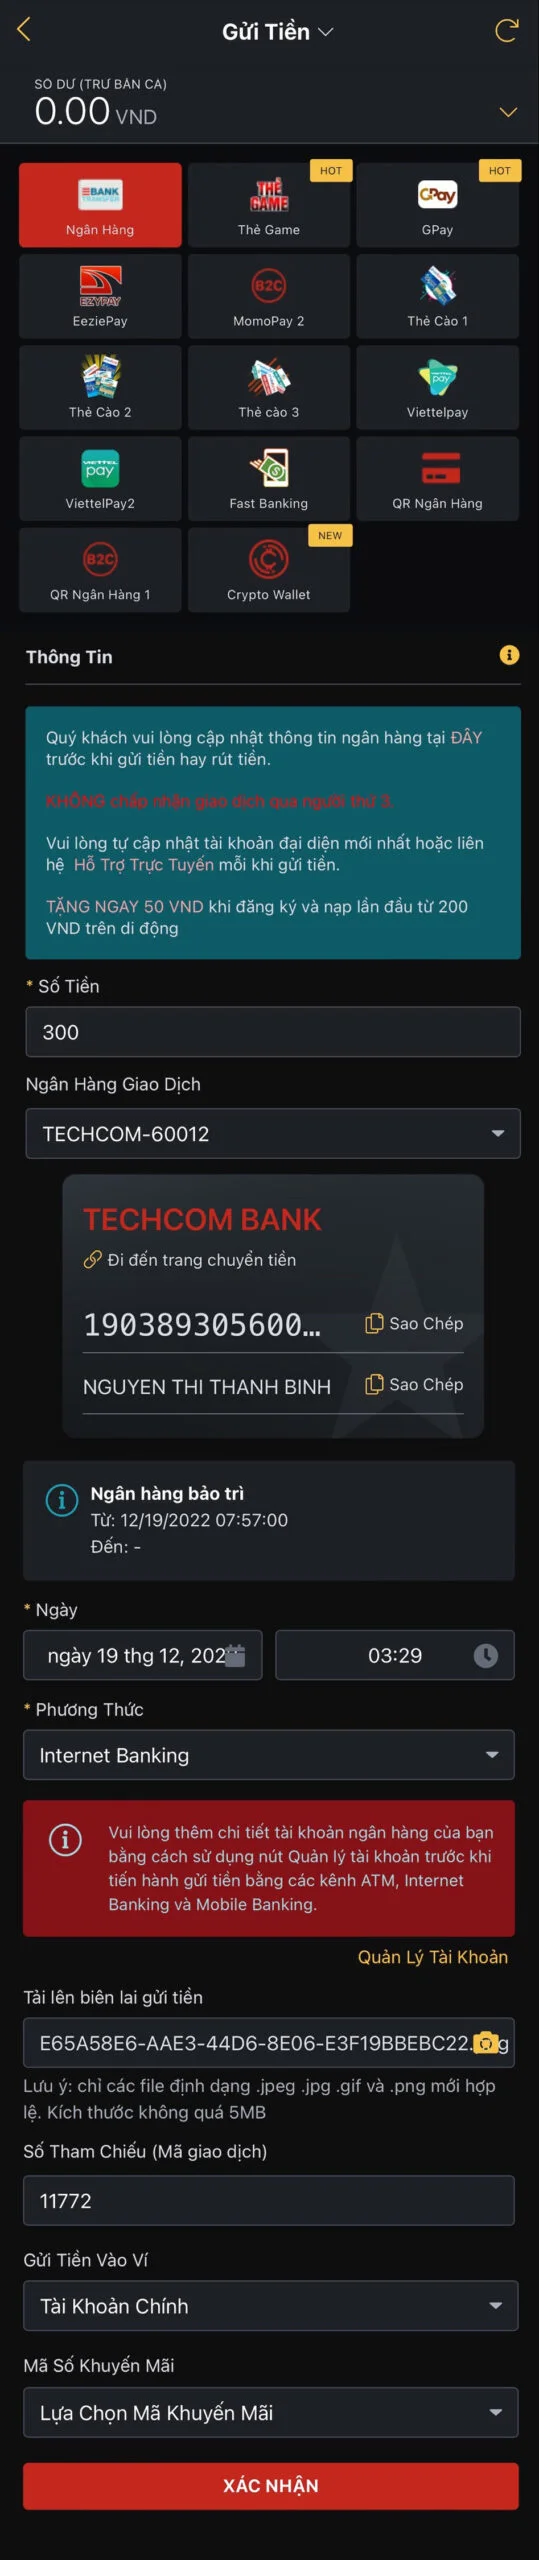 Gửi Tiền
SỐ DƯ (TRỪ BẮN CÁ)
0.00 VND
HOT
HOT
BANK
TRANSFER
THẺ
GAME
GPay
Ngân Hàng
Thẻ Game
GPay
EZYPAY
B2C
EeziePay
MomoPay 2
Thẻ Cào 1
pay
Thẻ Cào 2
Thẻ cào 3
Viettelpay
VIETTEL
pay
ViettelPay2
Fast Banking
QR Ngân Hàng
NEW
B2C
QR Ngân Hàng 1
Crypto Wallet
Thông Tin
Quý khách vui lòng cập nhật thông tin ngân hàng tại ĐÂY
trước khi gửi tiền hay rút tiền.
KHÔNG chấp nhận giao dịch qua người thứ 3.
Vui lòng tự cập nhật tài khoản đại diện mới nhất hoặc liên
hệ Hỗ Trợ Trực Tuyến mỗi khi gửi tiền.
TẶNG NGAY 50 VND khi đăng ký và nạp lần đầu từ 200
VND trên di động
* Số Tiền
300
Ngân Hàng Giao Dịch
TECHCOM-60012
TECHCOM BANK
Đi đến trang chuyển tiền
190389305600...
Sao Chép
NGUYEN THI THANH BINH
Sao Chép
Ngân hàng bảo trì
Từ: 12/19/2022 07:57:00
Đến: -
* Ngày
ngày 19 thg 12, 202
03:29
* Phương Thức
Internet Banking
Vui lòng thêm chi tiết tài khoản ngân hàng của bạn
bằng cách sử dụng nút Quản lý tài khoản trước khi
tiến hành gửi tiền bằng các kênh ATM, Internet
Banking và Mobile Banking.
Quản Lý Tài Khoản
Tải lên biên lai gửi tiền
E65A58E6-AAE3-44D6-8E06-E3F19BBEBC22.
Lưu ý: chỉ các file định dạng .jpeg .jpg .gif và .png mới hợp
lệ. Kích thước không quá 5MB
Số Tham Chiếu (Mã giao dịch)
11772
Gửi Tiền Vào Ví
Tài Khoản Chính
Mã Số Khuyến Mãi
Lựa Chọn Mã Khuyến Mãi
XÁC NHẬN